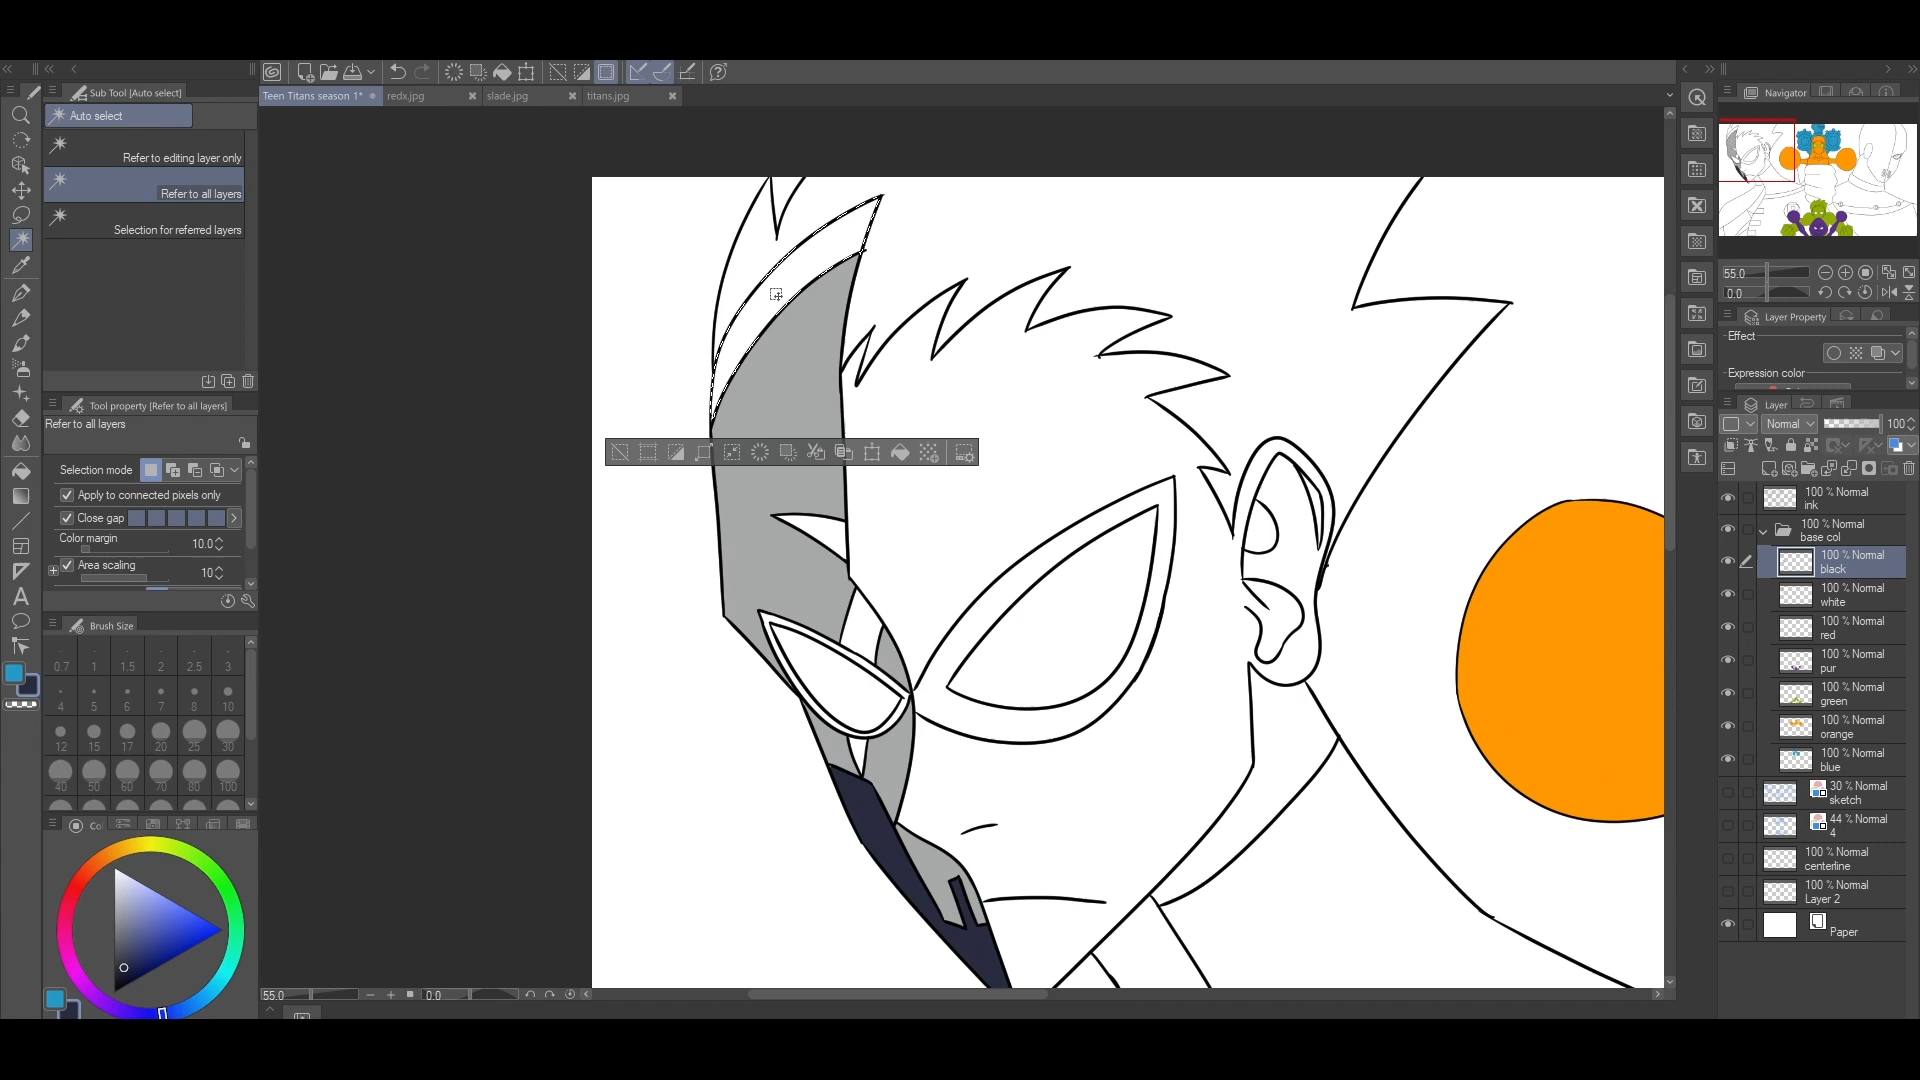 Sub Tool [Auto select]
Auto select
Refer to editing layer only
Refer to all layers
Selection for referred layers
Tool property [Refer to all layers]
Refer to all layers
Selection mode
Apply to connected pixels only
Close gap
Color margin
10.0
Area scaling
10
Brush Size
0.7 1 1.5 2 2.5 3
4 5 6 7 8 10
12 15 17 20 25 30
40 50 60 70 80 100
Co
Teen Titans season 1*
redx.jpg
slade.jpg
titans.jpg
55.0
0.0
Navigator
55.0
0.0
Layer Property
Effect
Expression color
Layer
Normal
100
100 % Normal
ink
100 % Normal
base col
100 % Normal
black
100 % Normal
white
100 % Normal
red
100 % Normal
pur
100 % Normal
green
100 % Normal
orange
100 % Normal
blue
30 % Normal
sketch
44 % Normal
4
100 % Normal
centerline
100 % Normal
Layer 2
Paper